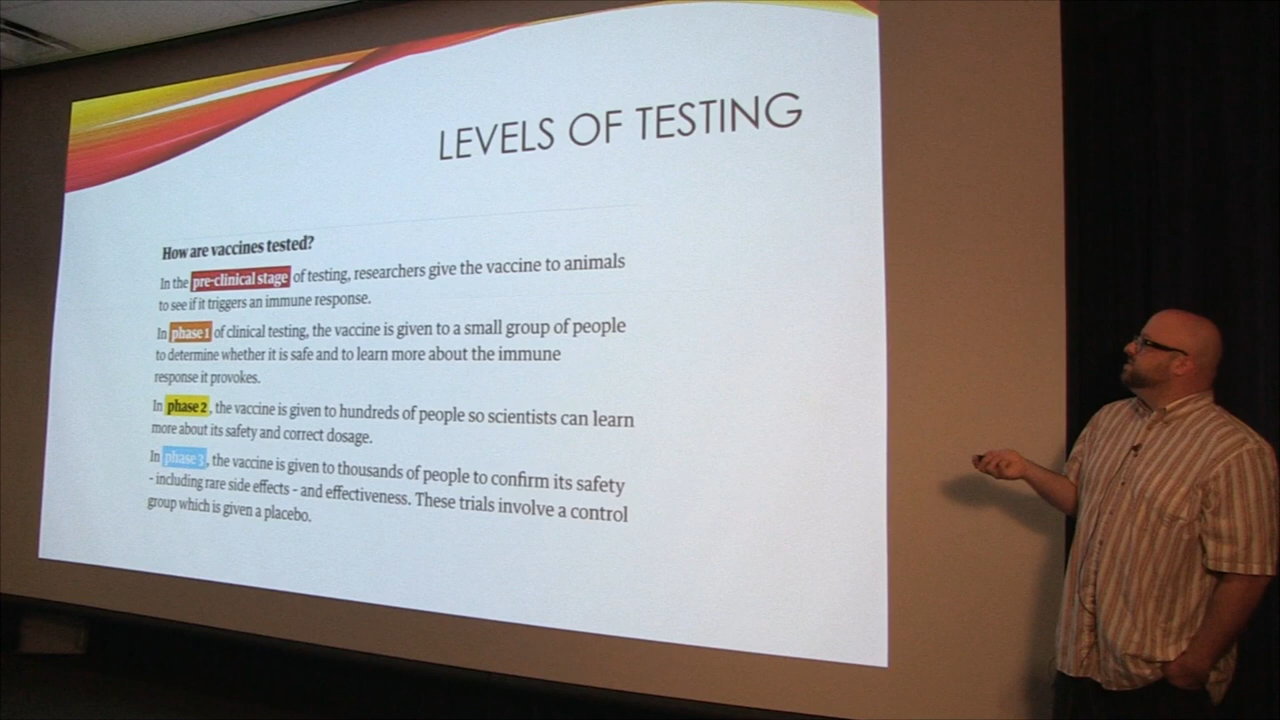 LEVELS OF TESTING
How are vaccines tested?
In the pre-clinical stage of testing, researchers give the vaccine to animals
to see if it triggers an immune response.
In phase 1 of clinical testing, the vaccine is given to a small group of people
to determine whether it is safe and to learn more about the immune
response it provokes.
In phase 2, the vaccine is given to hundreds of people so scientists can learn
more about its safety and correct dosage.
In phase 3, the vaccine is given to thousands of people to confirm its safety
- including rare side effects - and effectiveness. These trials involve a control
group which is given a placebo.